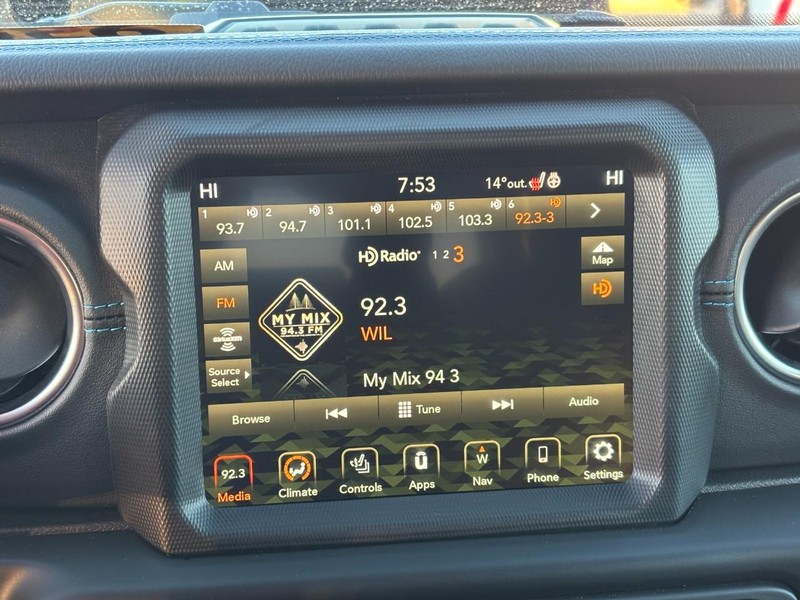 HI 7:53 14°out. HI
1 2 3 4 5 6
93.7 94.7 101.1 102.5 103.3 92.3-3
HD Radio 1 2 3
AM
Map
FM
HD
92.3
MY MIX
94.3 FM
WIL
siriusxm
Source
Select
My Mix 94 3
Browse Tune Audio
92.3 W
Media Climate Controls Apps Nav Phone Settings